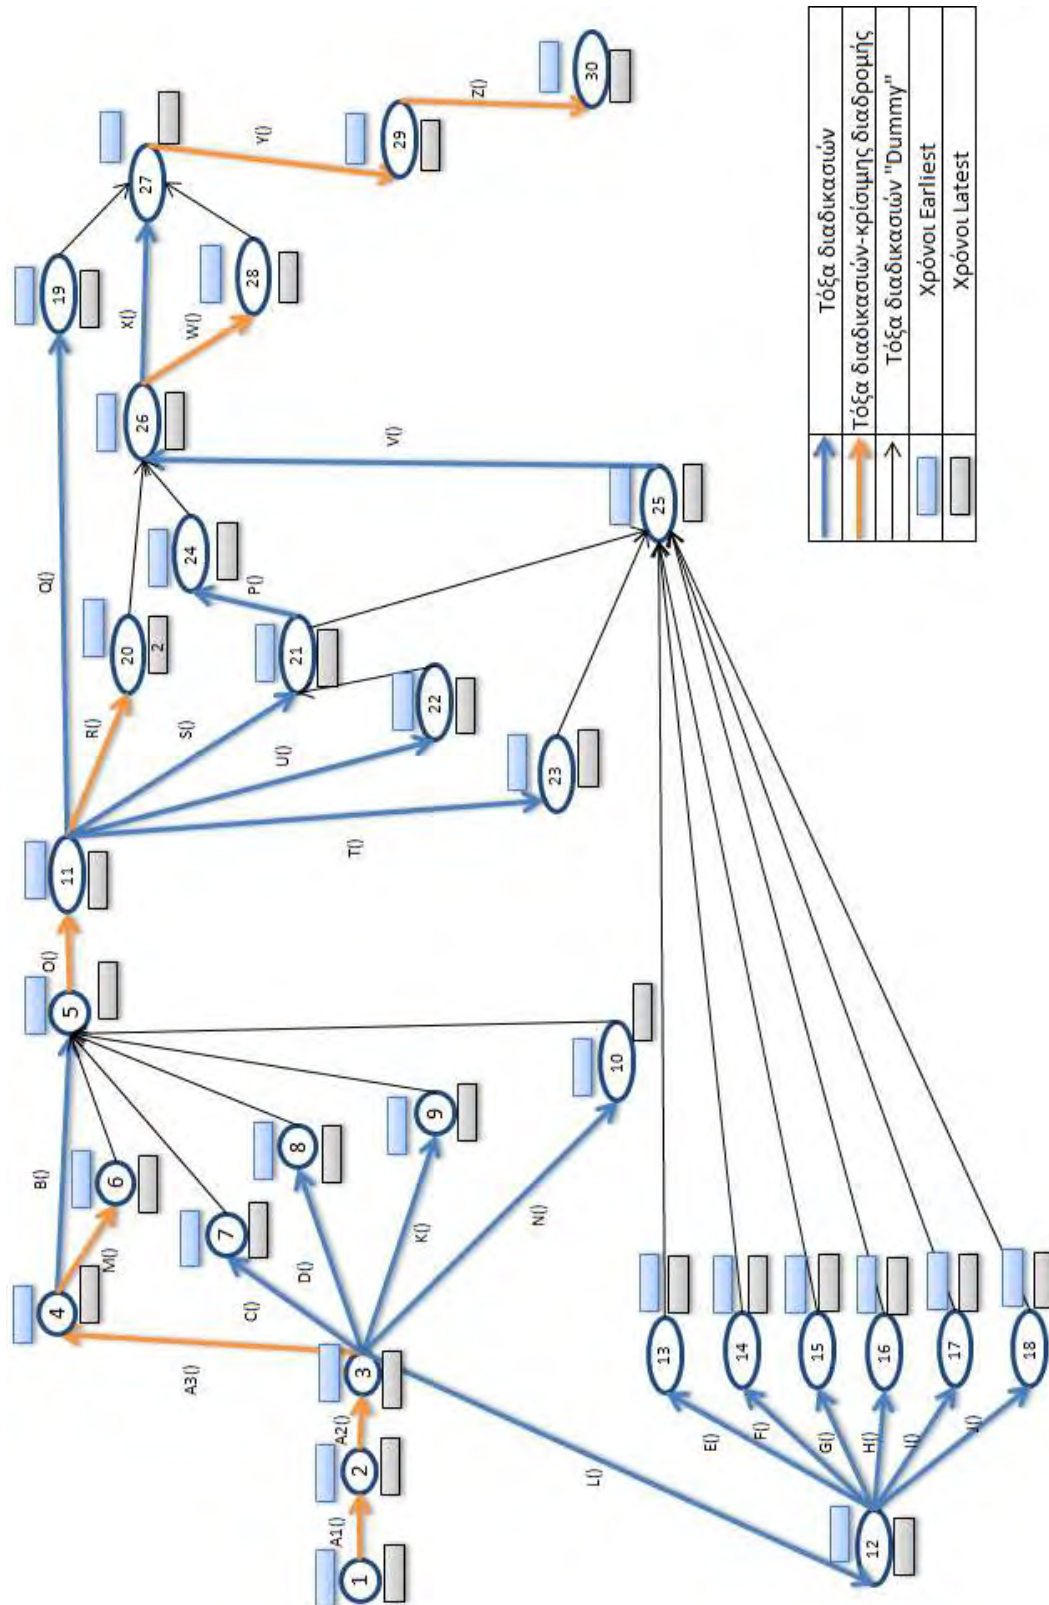 1
A1()
2
A2()
3
A3()
4
B()
M()
6
5
C()
7
D()
8
K()
9
N()
10
L()
12
E()
F()
G()
H()
I()
J()
13
14
15
16
17
18
O()
11
Q()
R()
S()
U()
T()
19
20
2
21
22
23
P()
24
25
V()
26
X()
W()
27
28
Y()
29
Z()
30
Τόξα διαδικασιών
Τόξα διαδικασιών-κρίσιμης διαδρομής
Τόξα διαδικασιών "Dummy"
Χρόνοι Earliest
Χρόνοι Latest